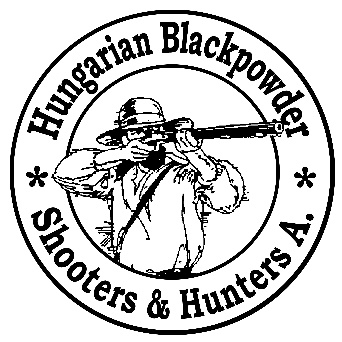 Hungarian Blackpowder
* Shooters & Hunters A. *